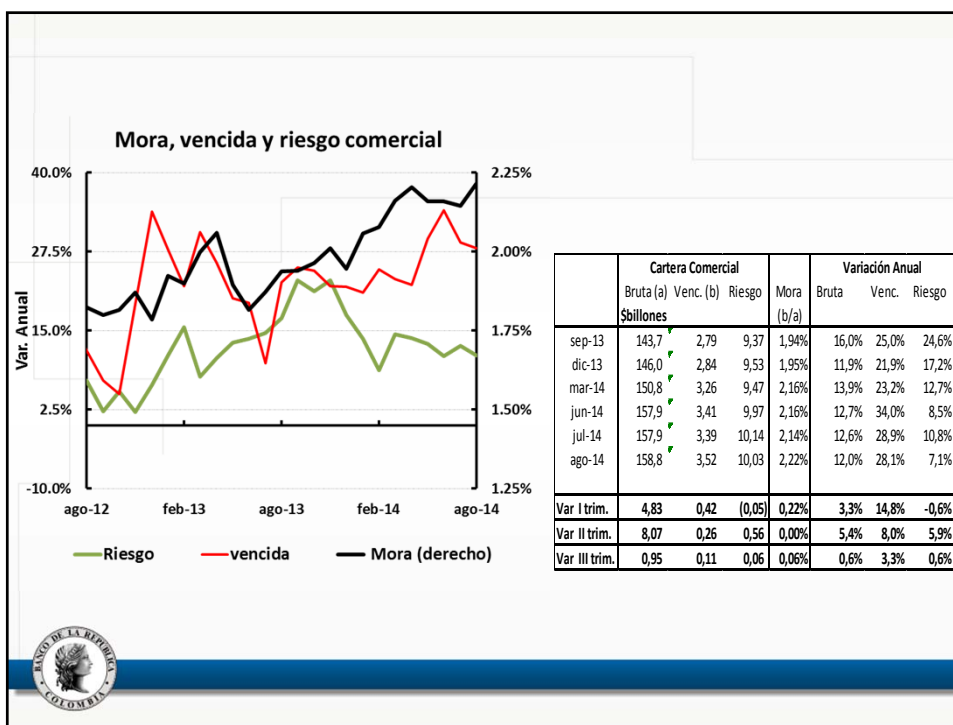 Mora, vencida y riesgo comercial
Var. Anual
40.0%
27.5%
15.0%
2.5%
-10.0%
2.25%
2.00%
1.75%
1.50%
1.25%
ago-12 feb-13 ago-13 feb-14 ago-14
Riesgo vencida Mora (derecho)
Cartera Comercial Variación Anual
Bruta (a) Venc. (b) Riesgo Mora Bruta Venc. Riesgo
$billones (b/a)
sep-13 143,7 2,79 9,37 1,94% 16,0% 25,0% 24,6%
dic-13 146,0 2,84 9,53 1,95% 11,9% 21,9% 17,2%
mar-14 150,8 3,26 9,47 2,16% 13,9% 23,2% 12,7%
jun-14 157,9 3,41 9,97 2,16% 12,7% 34,0% 8,5%
jul-14 157,9 3,39 10,14 2,14% 12,6% 28,9% 10,8%
ago-14 158,8 3,52 10,03 2,22% 12,0% 28,1% 7,1%
Var I trim. 4,83 0,42 (0,05) 0,22% 3,3% 14,8% -0,6%
Var II trim. 8,07 0,26 0,56 0,00% 5,4% 8,0% 5,9%
Var III trim. 0,95 0,11 0,06 0,06% 0,6% 3,3% 0,6%
BANCO DE LA REPUBLICA
COLOMBIA